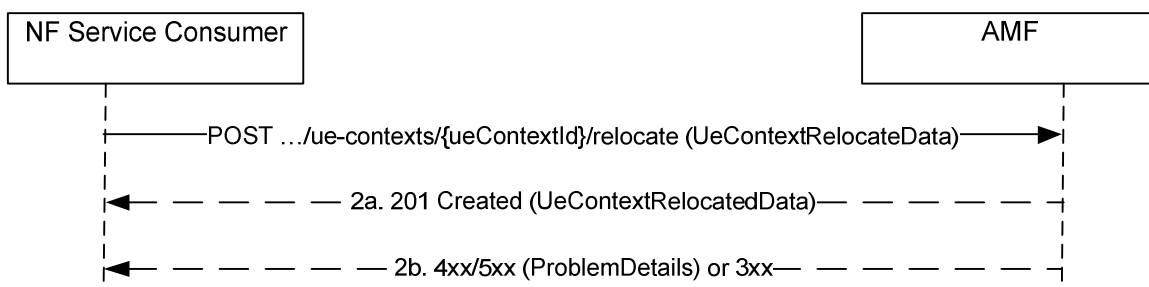 NF Service Consumer
AMF
POST …/ue-contexts/{ueContextId}/relocate (UeContextRelocateData)
2a. 201 Created (UeContextRelocatedData)
2b. 4xx/5xx (ProblemDetails) or 3xx